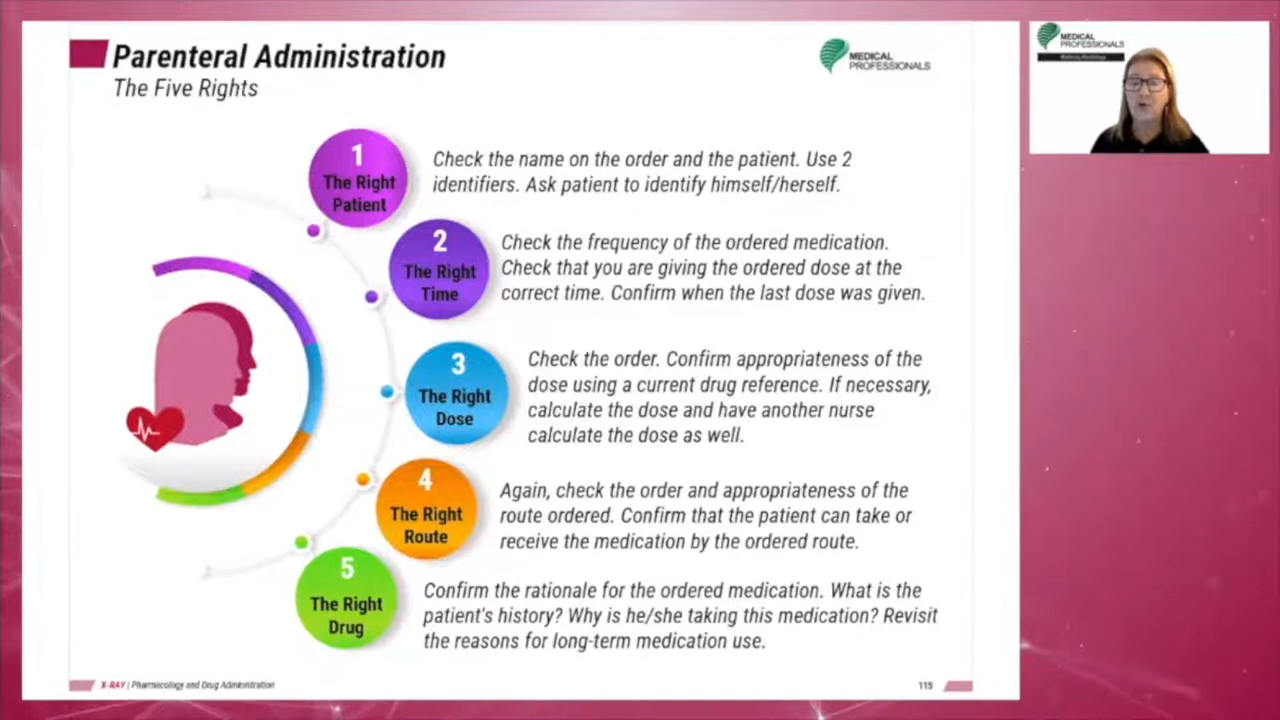 Parenteral Administration
The Five Rights
MEDICAL
PROFESSIONALS
1
The Right
Patient
Check the name on the order and the patient. Use 2
identifiers. Ask patient to identify himself/herself.
2
The Right
Time
Check the frequency of the ordered medication.
Check that you are giving the ordered dose at the
correct time. Confirm when the last dose was given.
3
The Right
Dose
Check the order. Confirm appropriateness of the
dose using a current drug reference. If necessary,
calculate the dose and have another nurse
calculate the dose as well.
4
The Right
Route
Again, check the order and appropriateness of the
route ordered. Confirm that the patient can take or
receive the medication by the ordered route.
5
The Right
Drug
Confirm the rationale for the ordered medication. What is the
patient's history? Why is he/she taking this medication? Revisit
the reasons for long-term medication use.
X-RAY | Pharmacology and Drug Administration
115
MEDICAL
PROFESSIONALS